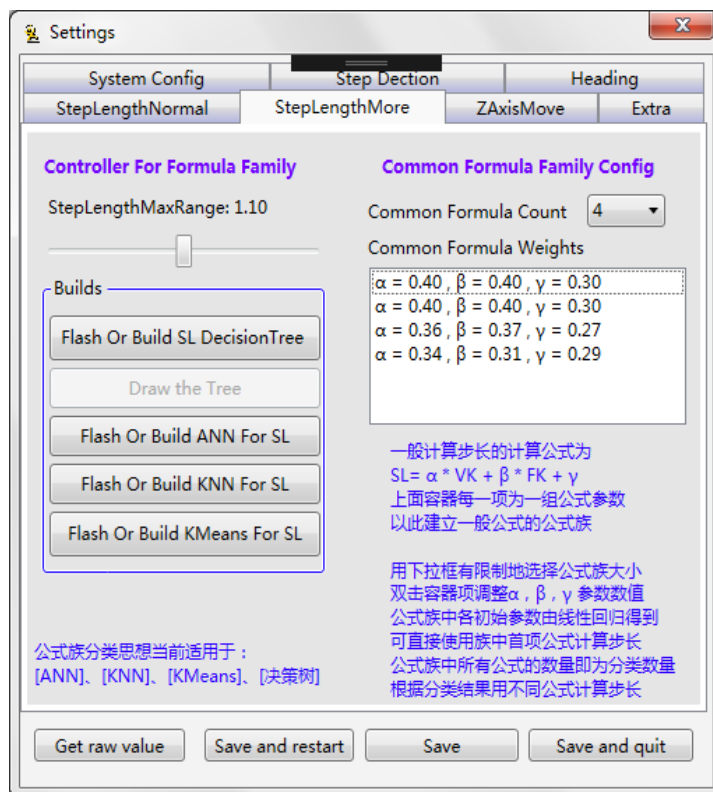 Settings
System Config
Step Dection
Heading
StepLengthNormal
StepLengthMore
ZAxisMove
Extra
Controller For Formula Family
StepLengthMaxRange: 1.10
Builds
Flash Or Build SL DecisionTree
Draw the Tree
Flash Or Build ANN For SL
Flash Or Build KNN For SL
Flash Or Build KMeans For SL
公式族分类思想当前适用于：
[ANN]、[KNN]、[KMeans]、[决策树]
Common Formula Family Config
Common Formula Count 4
Common Formula Weights
α = 0.40 , β = 0.40 , γ = 0.30
α = 0.40 , β = 0.40 , γ = 0.30
α = 0.36 , β = 0.37 , γ = 0.27
α = 0.34 , β = 0.31 , γ = 0.29
一般计算步长的计算公式为
SL= α * VK + β * FK + γ
上面容器每一项为一组公式参数
以此建立一般公式的公式族
用下拉框有限制地选择公式族大小
双击容器项调整α , β , γ 参数数值
公式族中各初始参数由线性回归得到
可直接使用族中首项公式计算步长
公式族中所有公式的数量即为分类数量
根据分类结果用不同公式计算步长
Get raw value
Save and restart
Save
Save and quit